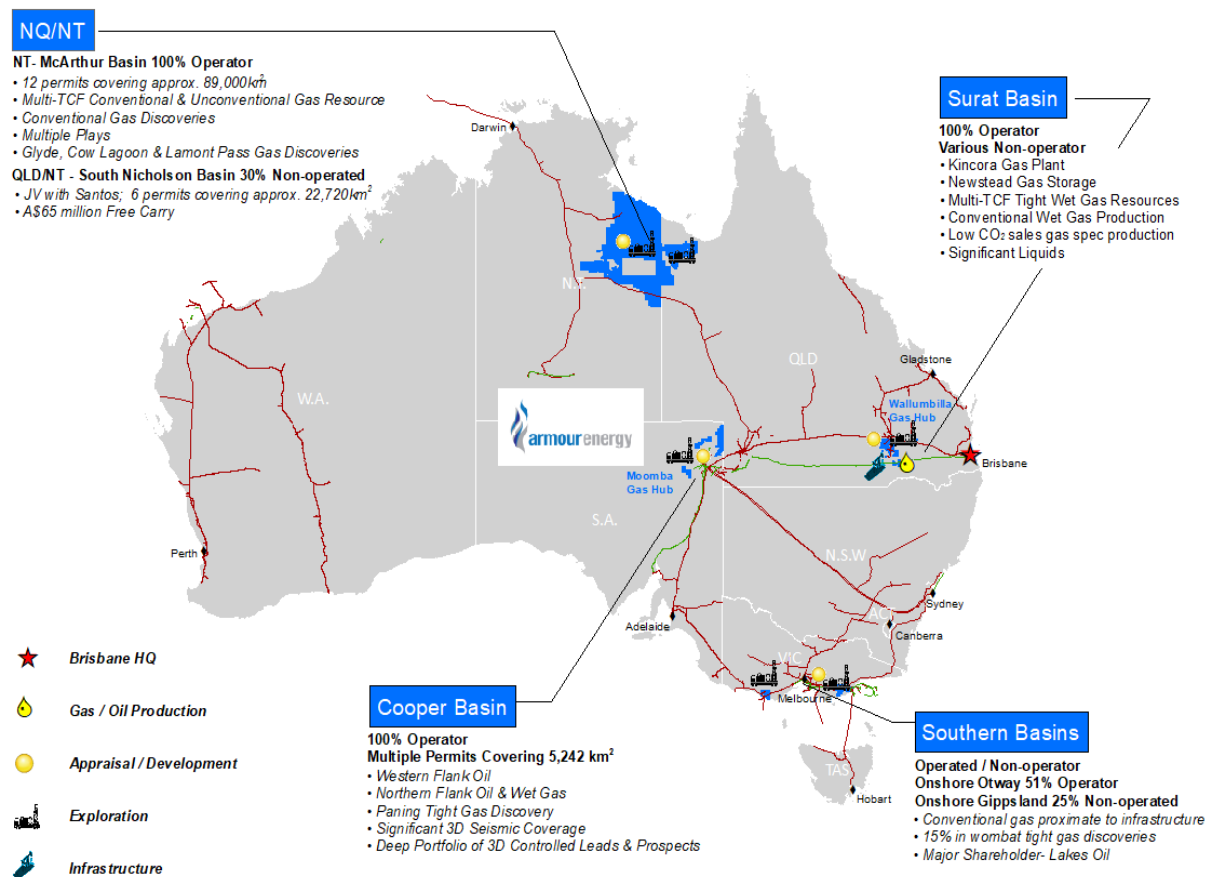 NQ/NT
NT- McArthur Basin 100% Operator
• 12 permits covering approx. 89,000km²
• Multi-TCF Conventional & Unconventional Gas Resource
• Conventional Gas Discoveries
• Multiple Plays
• Glyde, Cow Lagoon & Lamont Pass Gas Discoveries
QLD/NT - South Nicholson Basin 30% Non-operated
• JV with Santos; 6 permits covering approx. 22,720km²
• A$65 million Free Carry
Surat Basin
100% Operator
Various Non-operator
• Kincora Gas Plant
• Newstead Gas Storage
• Multi-TCF Tight Wet Gas Resources
• Conventional Wet Gas Production
• Low CO₂ sales gas spec production
• Significant Liquids
Darwin
N.T.
QLD
Gladstone
W.A.
armourenergy
Wallumbilla
Gas Hub
Brisbane
Moomba
Gas Hub
S.A.
Perth
N.S.W
Sydney
Adelaide
ACT
Canberra
VIC
Melbourne
TAS
Hobart
Brisbane HQ
Gas / Oil Production
Appraisal / Development
Exploration
Infrastructure
Cooper Basin
100% Operator
Multiple Permits Covering 5,242 km²
• Western Flank Oil
• Northern Flank Oil & Wet Gas
• Paning Tight Gas Discovery
• Significant 3D Seismic Coverage
• Deep Portfolio of 3D Controlled Leads & Prospects
Southern Basins
Operated / Non-operator
Onshore Otway 51% Operator
Onshore Gippsland 25% Non-operated
• Conventional gas proximate to infrastructure
• 15% in wombat tight gas discoveries
• Major Shareholder- Lakes Oil